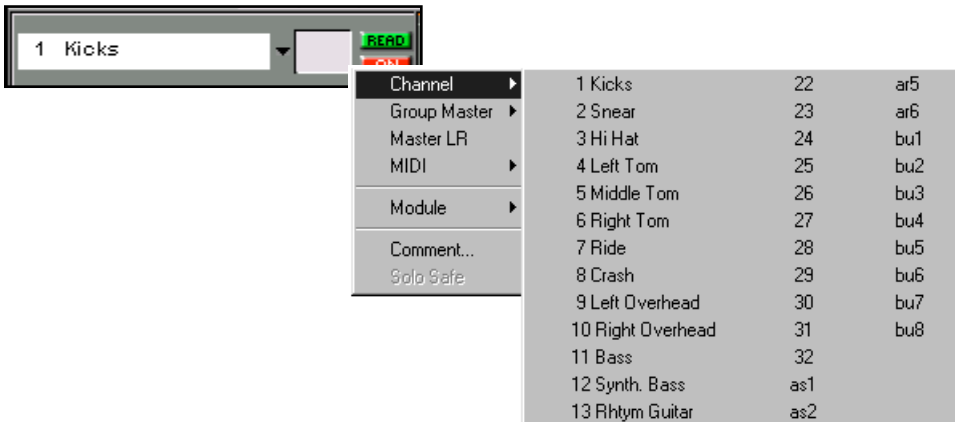 1 Kicks
READ
ON
Channel
Group Master
Master LR
MIDI
Module
Comment...
Solo Safe
1 Kicks 22 ar5
2 Snear 23 ar6
3 Hi Hat 24 bu1
4 Left Tom 25 bu2
5 Middle Tom 26 bu3
6 Right Tom 27 bu4
7 Ride 28 bu5
8 Crash 29 bu6
9 Left Overhead 30 bu7
10 Right Overhead 31 bu8
11 Bass 32
12 Synth. Bass as1
13 Rhtym Guitar as2